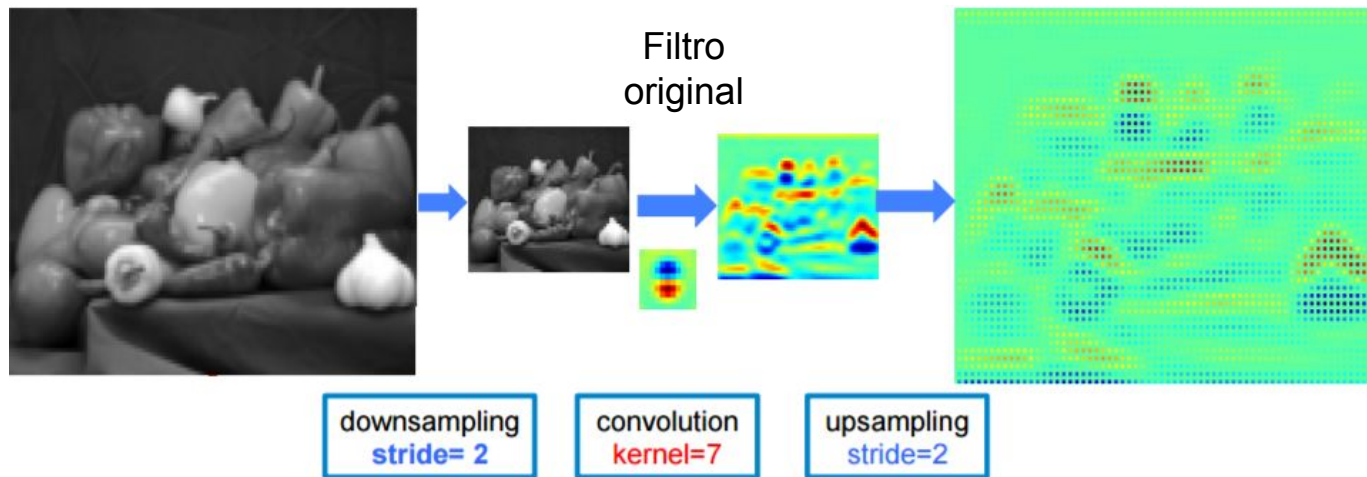 Filtro
original
downsampling
stride= 2
convolution
kernel=7
upsampling
stride=2